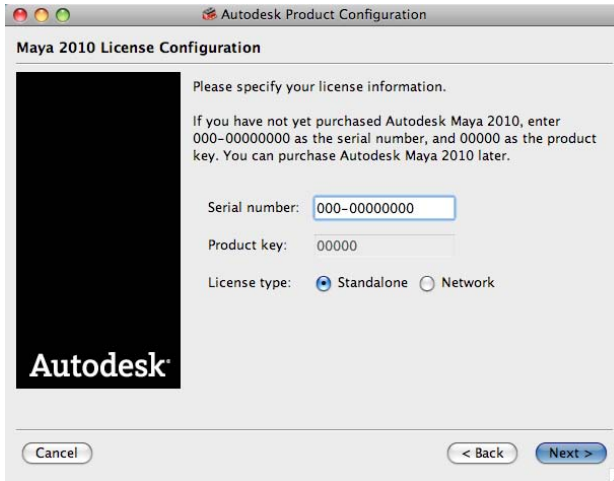 Autodesk Product Configuration
Maya 2010 License Configuration
Please specify your license information.
If you have not yet purchased Autodesk Maya 2010, enter
000-00000000 as the serial number, and 00000 as the product
key. You can purchase Autodesk Maya 2010 later.
Serial number: 000-00000000
Product key: 00000
License type: Standalone Network
Autodesk
Cancel < Back Next >